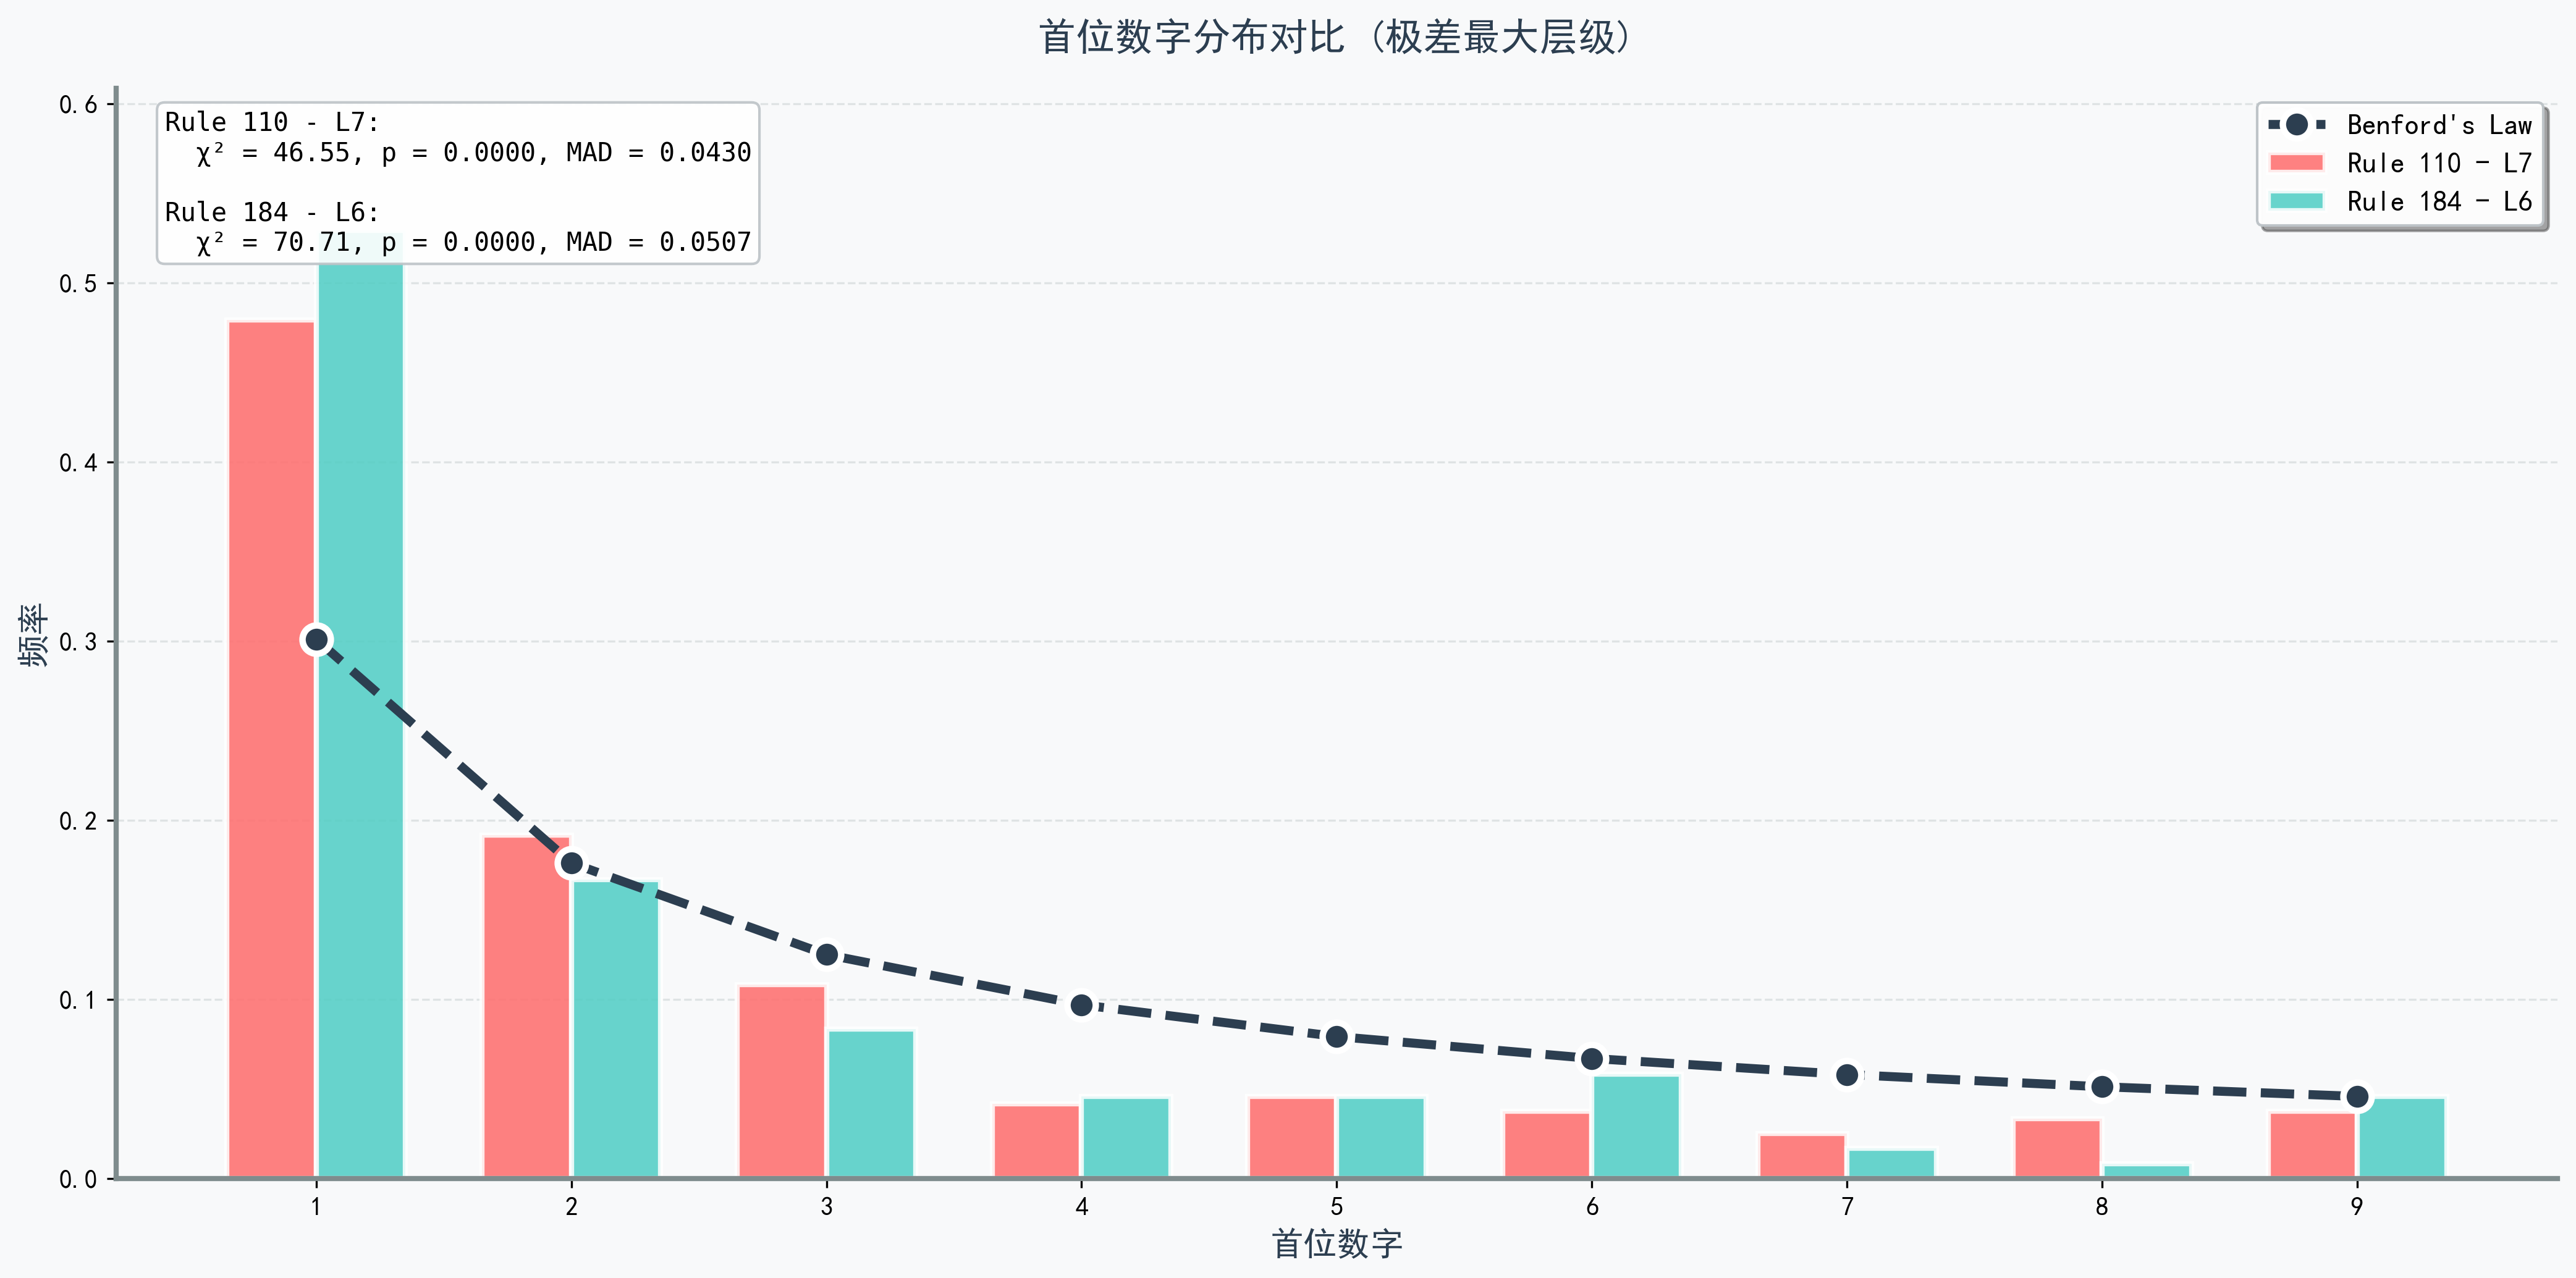 首位数字分布对比 (极差最大层级)
Rule 110 - L7:
χ² = 46.55, p = 0.0000, MAD = 0.0430
Rule 184 - L6:
χ² = 70.71, p = 0.0000, MAD = 0.0507
Benford's Law
Rule 110 - L7
Rule 184 - L6
频率
0.6
0.5
0.4
0.3
0.2
0.1
0.0
1 2 3 4 5 6 7 8 9
首位数字